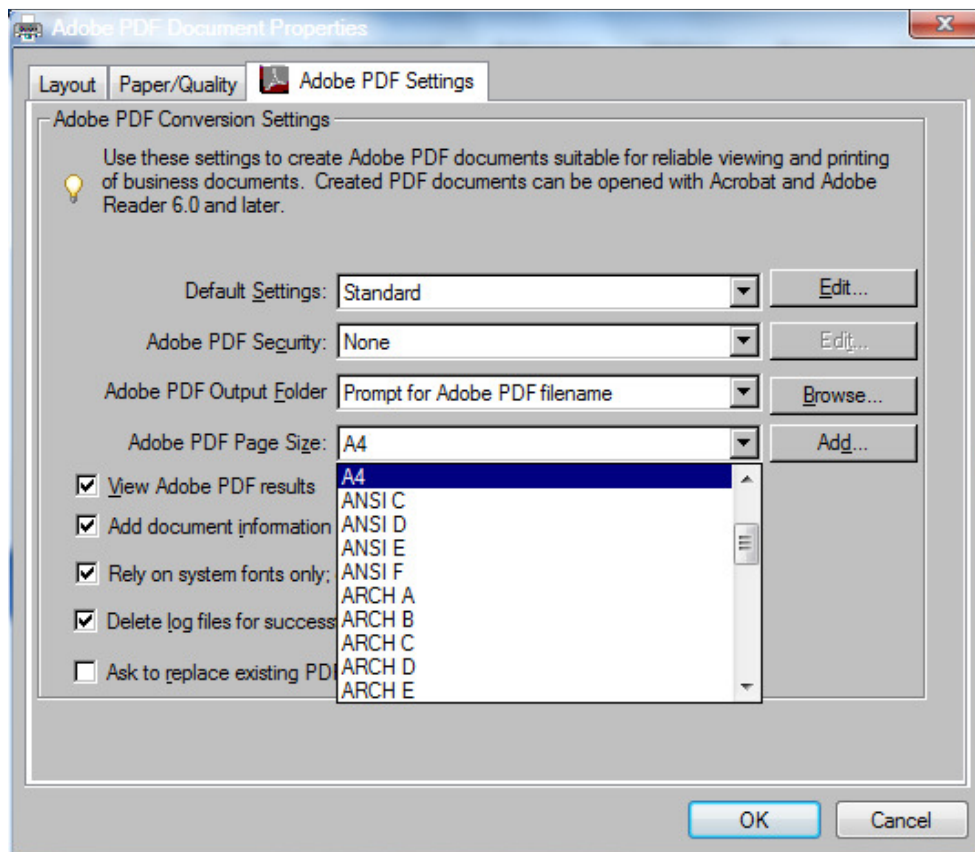 Adobe PDF Document Properties
Layout Paper/Quality Adobe PDF Settings
Adobe PDF Conversion Settings
Use these settings to create Adobe PDF documents suitable for reliable viewing and printing
of business documents. Created PDF documents can be opened with Acrobat and Adobe
Reader 6.0 and later.
Default Settings: Standard Edit...
Adobe PDF Security: None Edit...
Adobe PDF Output Folder Prompt for Adobe PDF filename Browse...
Adobe PDF Page Size: A4 Add...
A4
View Adobe PDF results
ANSI C
Add document information ANSI D
ANSI E
Rely on system fonts only; ANSI F
ARCH A
Delete log files for success ARCH B
ARCH C
Ask to replace existing PD ARCH D
ARCH E
OK Cancel